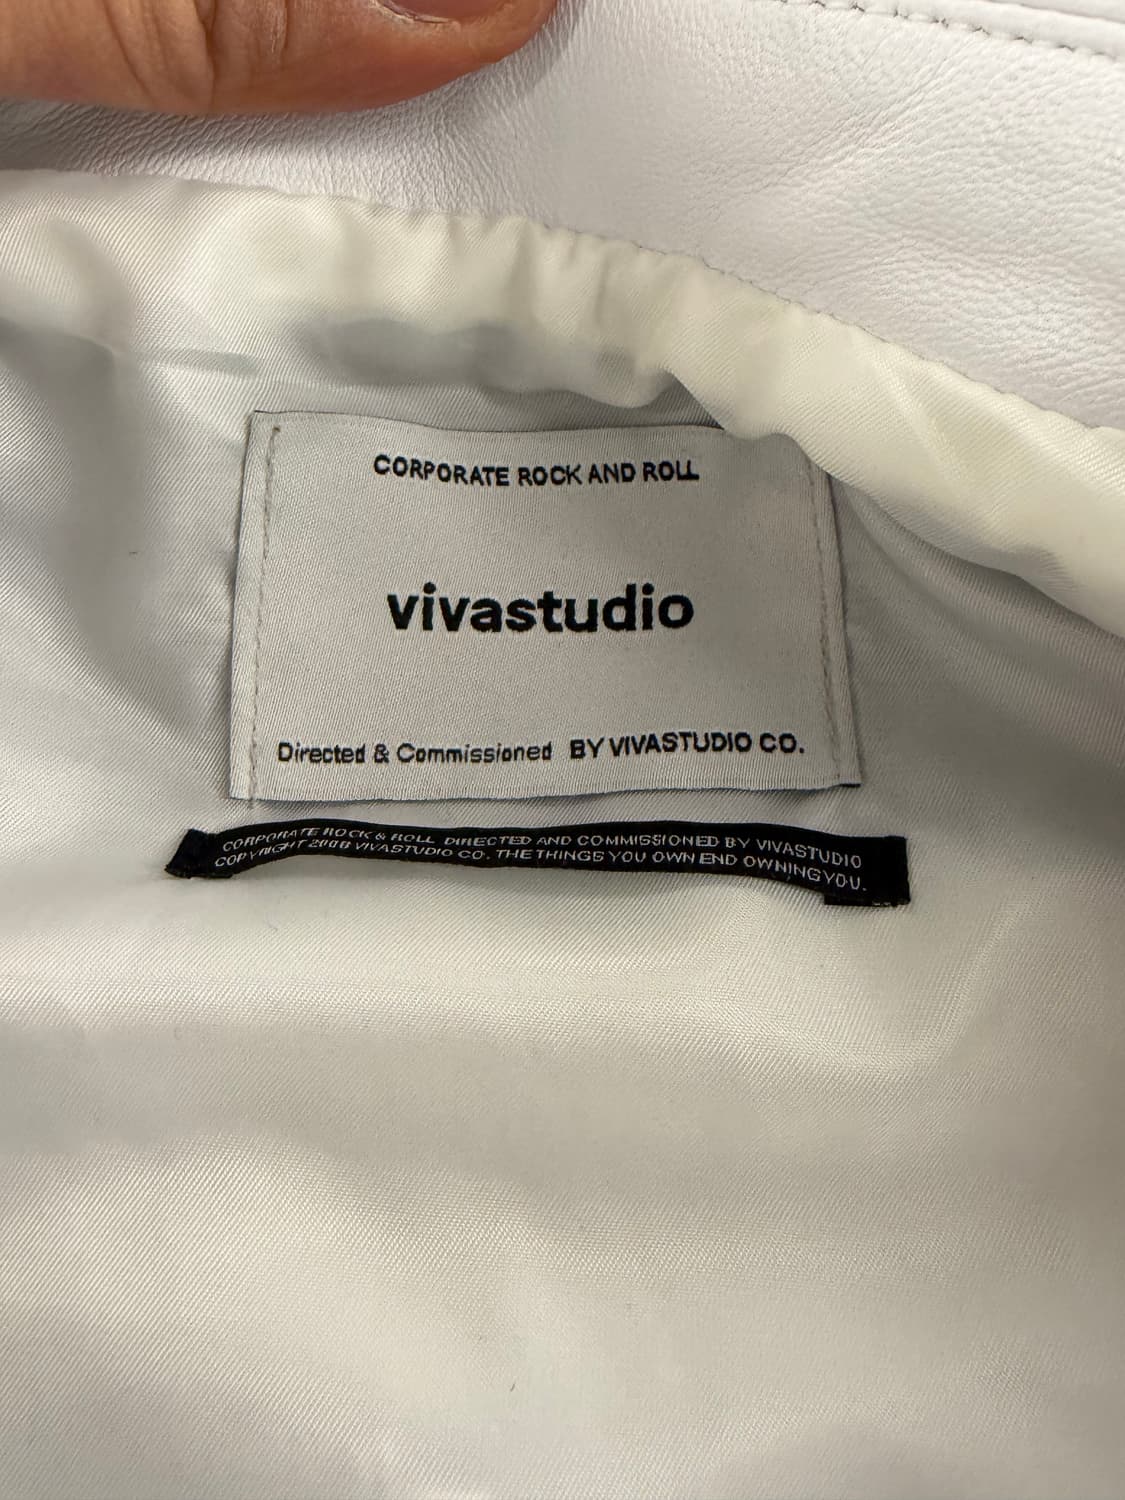 CORPORATE ROCK AND ROLL
vivastudio
Directed & Commissioned BY VIVASTUDIO CO.
CORPORATE ROCK & ROLL DIRECTED AND COMMISSIONED BY VIVASTUDIO
COPYRIGHT 2008 VIVASTUDIO CO. THE THINGS YOU OWN END OWNING YOU.